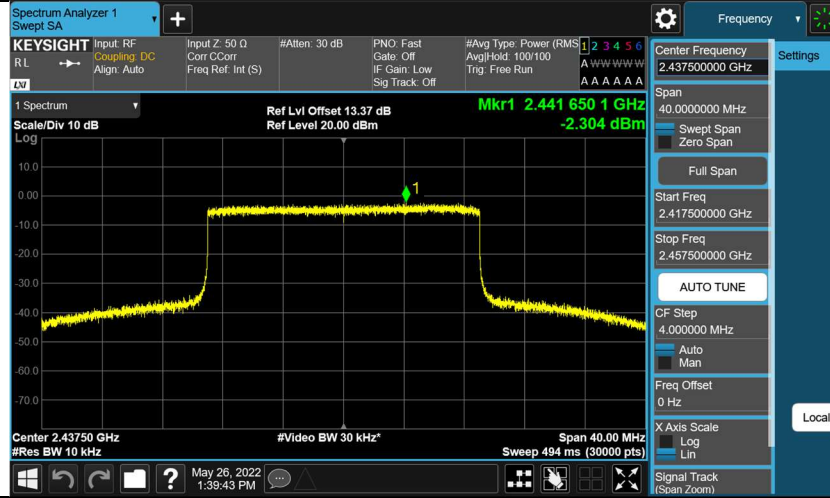 Spectrum Analyzer 1
Swept SA
+
Frequency
KEYSIGHT
RL
LXI
Input: RF
Coupling: DC
Align: Auto
Input Z: 50 Ω
Corr CCorr
Freq Ref: Int (S)
#Atten: 30 dB
PNO: Fast
Gate: Off
IF Gain: Low
Sig Track: Off
#Avg Type: Power (RMS
Avg|Hold: 100/100
Trig: Free Run
1 2 3 4 5 6
A W W W W W
A A A A A A
1 Spectrum
Scale/Div 10 dB
Log
Ref Lvl Offset 13.37 dB
Ref Level 20.00 dBm
Mkr1 2.441 650 1 GHz
-2.304 dBm
1
10.0
0.00
-10.0
-20.0
-30.0
-40.0
-50.0
-60.0
-70.0
Center 2.43750 GHz
#Res BW 10 kHz
#Video BW 30 kHz*
Span 40.00 MHz
Sweep 494 ms (30000 pts)
Center Frequency
2.437500000 GHz
Settings
Span
40.0000000 MHz
Swept Span
Zero Span
Full Span
Start Freq
2.417500000 GHz
Stop Freq
2.457500000 GHz
AUTO TUNE
CF Step
4.000000 MHz
Auto
Man
Freq Offset
0 Hz
Local
X Axis Scale
Log
Lin
Signal Track
(Span Zoom)
?
May 26, 2022
1:39:43 PM